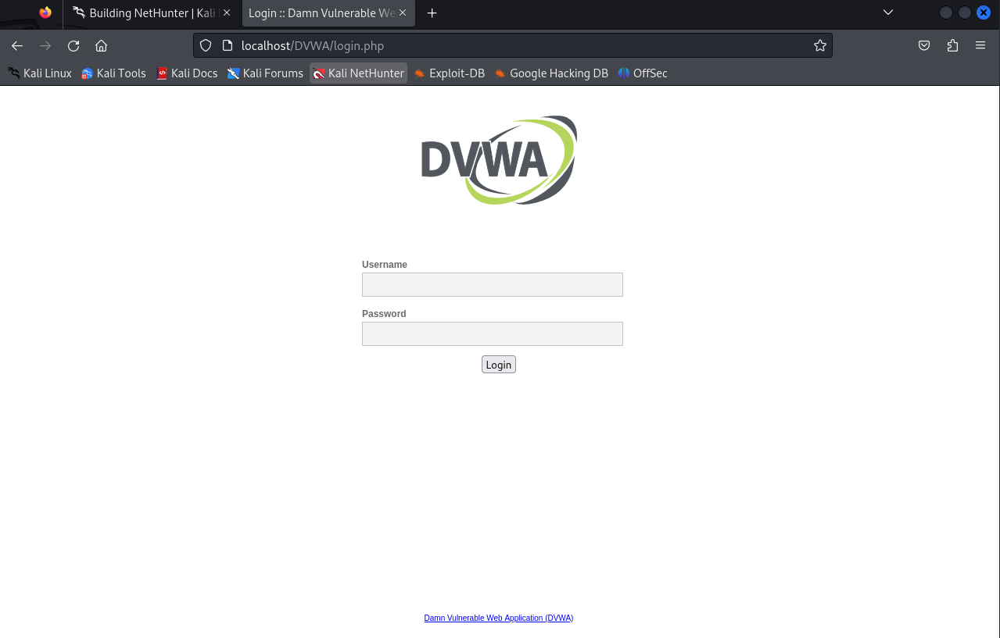 Building NetHunter | Kali
Login :: Damn Vulnerable We
localhost/DVWA/login.php
Kali Linux Kali Tools Kali Docs Kali Forums Kali NetHunter Exploit-DB Google Hacking DB OffSec
DVWA
Username
Password
Login
Damn Vulnerable Web Application (DVWA)